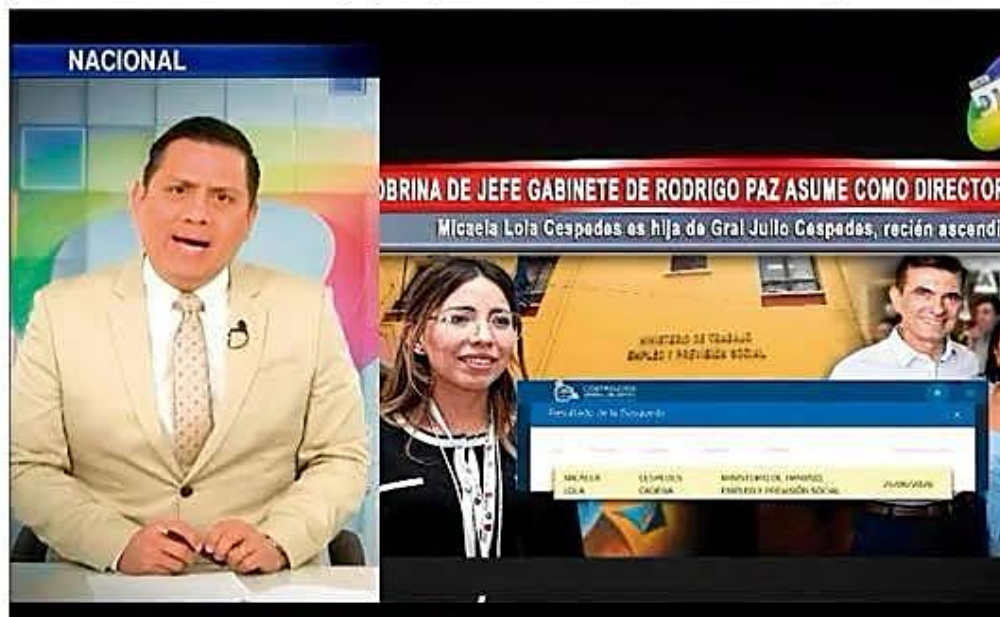 NACIONAL
OBRINA DE JEFE GABINETE DE RODRIGO PAZ ASUME COMO DIRECTOR
Micaela Lola Cespedes es hija de Gral Julio Cespedes, recién ascendi
MINISTERIO DE TRABAJO
EMPLEO Y PREVISIÓN SOCIAL
CONTRALORÍA
Resultado de la Búsqueda
MICAELA CESPEDES MINISTERIO DE TRABAJO,
LOLA CADENA EMPLEO Y PREVISIÓN SOCIAL